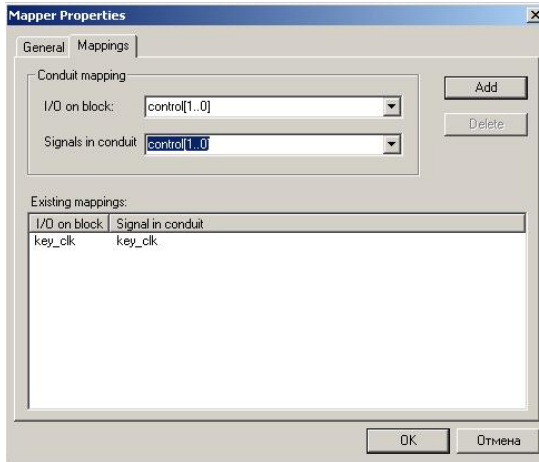 Mapper Properties
General Mappings
Conduit mapping
I/O on block: control[1..0] Add
Signals in conduit control[1..0] Delete
Existing mappings:
I/O on block Signal in conduit
key_clk key_clk
OK Отмена